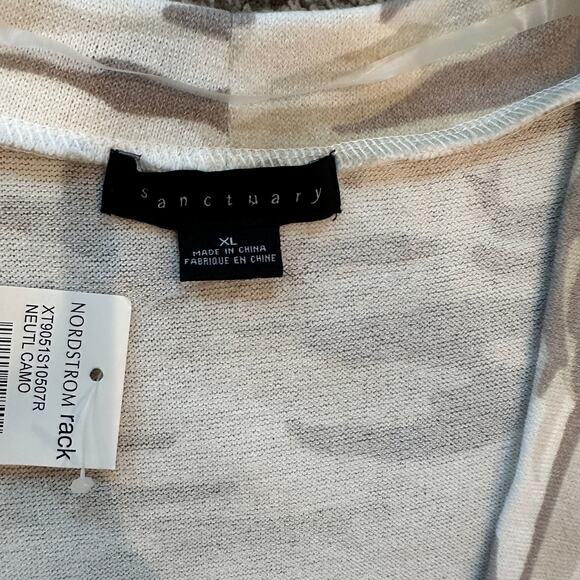 sanctuary
XL
MADE IN CHINA
FABRIQUE EN CHINE
NORDSTROM rack
XT9051S10507R
NEUTL CAMO